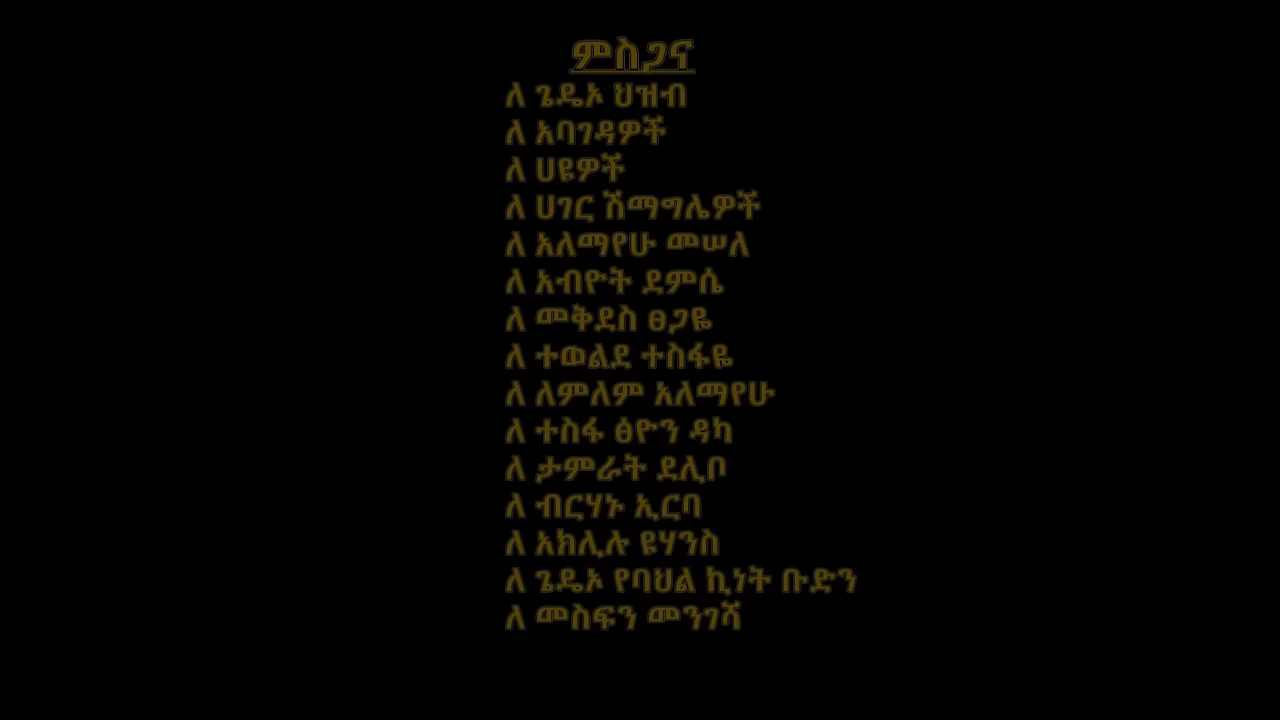 ምስጋና
ለ ጌዴኦ ህዝብ
ለ አባገዳዎች
ለ ሀዩዎች
ለ ሀገር ሽማግሌዎች
ለ አለማየሁ መሠለ
ለ አብዮት ደምሴ
ለ መቅደስ ፀጋዬ
ለ ተወልደ ተስፋዬ
ለ ለምለም አለማየሁ
ለ ተስፋ ፅዮን ዳካ
ለ ታምራት ደሊቦ
ለ ብርሃኑ ኢርባ
ለ አክሊሉ ዩሃንስ
ለ ጌዴኦ የባህል ኪነት ቡድን
ለ መስፍን መንገሻ